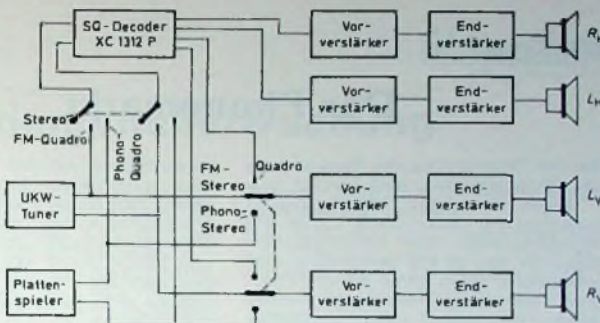 SQ-Decoder
XC 1312 P
Vor-
verstärker
End-
verstärker
Vor-
verstärker
End-
verstärker
Stereo
FM-Quadro
Phono-
Quadro
FM-
Stereo
Quadro
Phono-
Stereo
UKW-
Tuner
Vor-
verstärker
End-
verstärker
LV
Platten-
spieler
Vor-
verstärker
End-
verstärker